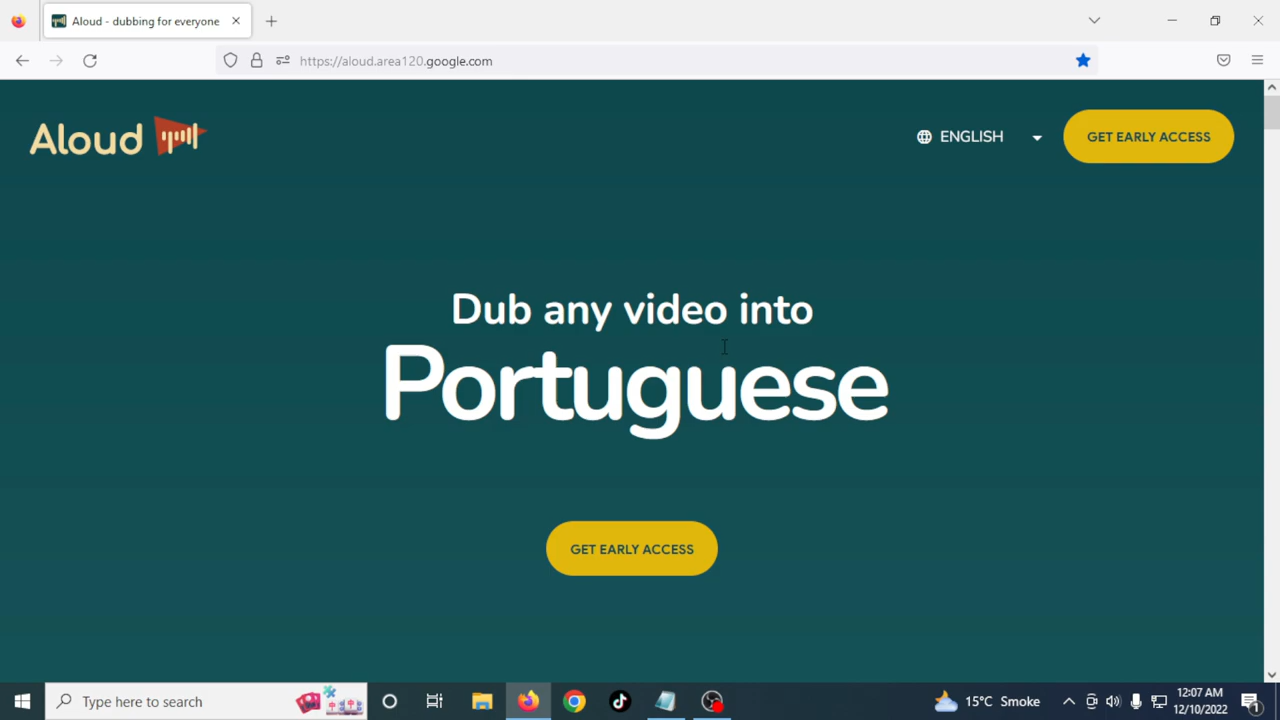 Aloud - dubbing for everyone
https://aloud.area120.google.com
Aloud
ENGLISH
GET EARLY ACCESS
Dub any video into
Portuguese
GET EARLY ACCESS
Type here to search
15°C Smoke
12:07 AM
12/10/2022
1